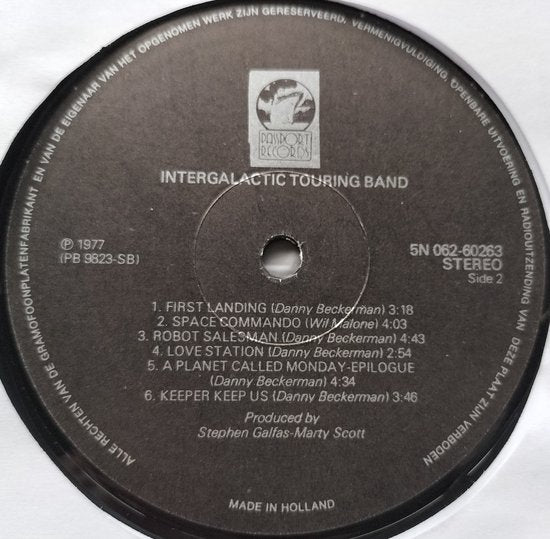 ALLE RECHTEN VAN DE GRAMOFOONPLATENFABRIKANT EN VAN DE EIGENAAR VAN HET OPGENOMEN WERK ZIJN GERESERVEERD. VERMENIGVULDIGING, OPENBARE UITVOERING EN RADIOUITZENDING VAN DEZE PLAAT ZIJN VERBODEN
PASSPORT
RECORDS
INTERGALACTIC TOURING BAND
℗ 1977
(PB 9823-SB)
5N 062-60263
STEREO
Side 2
1. FIRST LANDING (Danny Beckerman) 3:18
2. SPACE COMMANDO (Wil Malone) 4:03
3. ROBOT SALESMAN (Danny Beckerman) 4:43
4. LOVE STATION (Danny Beckerman) 2:54
5. A PLANET CALLED MONDAY-EPILOGUE
(Danny Beckerman) 4:34
6. KEEPER KEEP US (Danny Beckerman) 3:46
Produced by
Stephen Galfas-Marty Scott
MADE IN HOLLAND